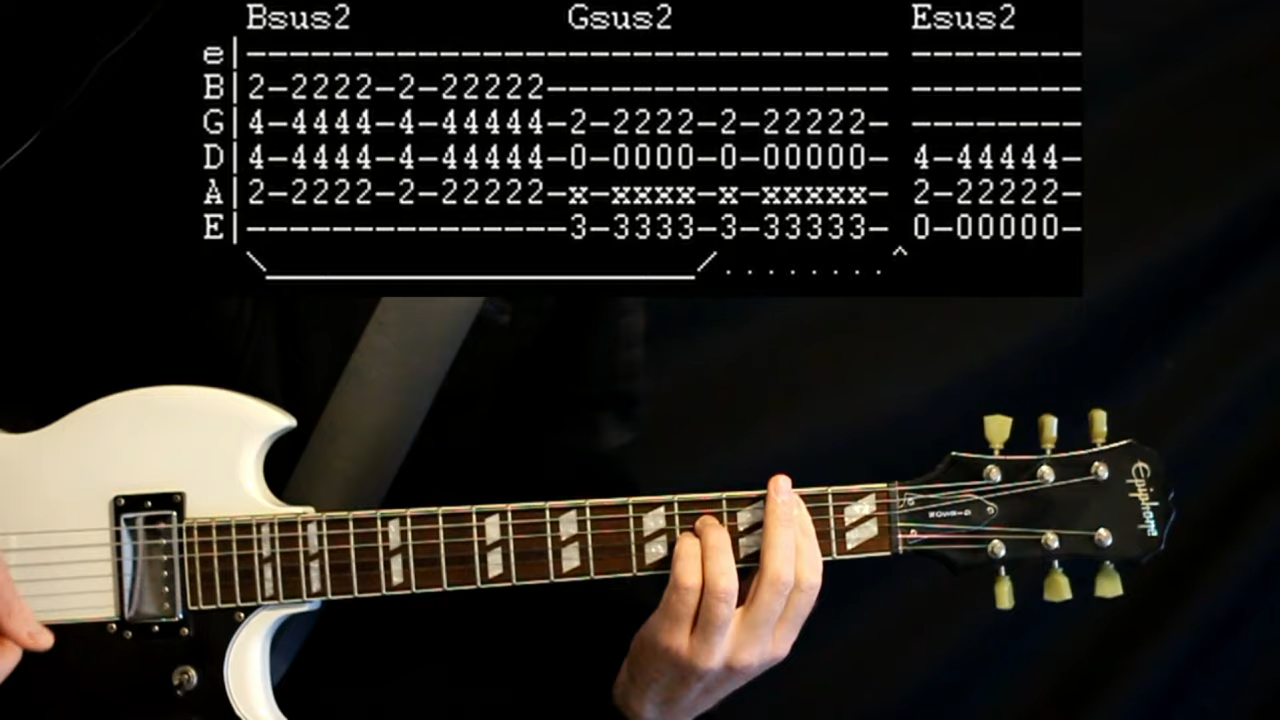 Bsus2 Gsus2 Esus2
e|------------------------------ --------
B|2-2222-2-22222---------------- --------
G|4-4444-4-44444-2-2222-2-22222- --------
D|4-4444-4-44444-0-0000-0-00000- 4-44444-
A|2-2222-2-22222-x-xxxx-x-xxxxx- 2-22222-
E|---------------3-3333-3-33333- 0-00000-
\____________________/........^
Epiphone